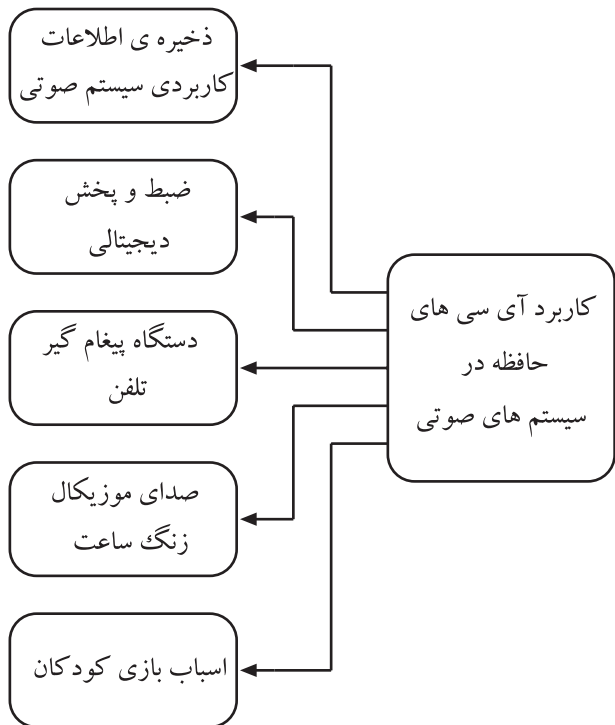 کاربرد آی سی های
حافظه در
سیستم های صوتی
ذخیره ی اطلاعات
کاربردی سیستم صوتی
ضبط و پخش
دیجیتالی
دستگاه پیغام گیر
تلفن
صدای موزیکال
زنگ ساعت
اسباب بازی کودکان